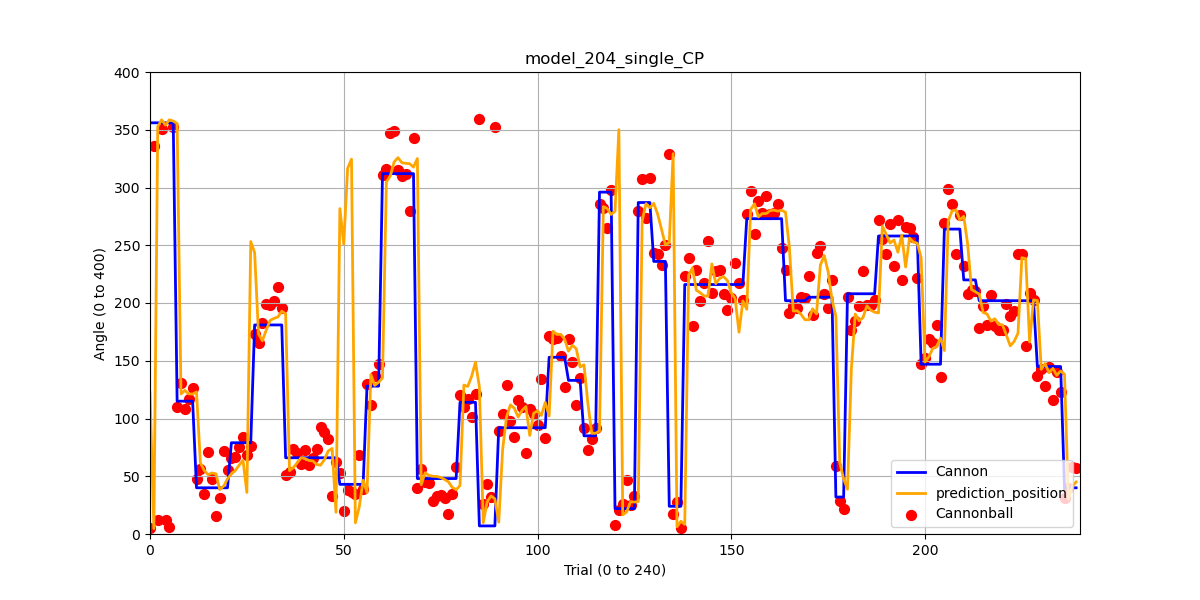 model_204_single_CP
400
350
300
250
200
150
100
50
0
Angle (0 to 400)
0 50 100 150 200
Trial (0 to 240)
Cannon
prediction_position
Cannonball